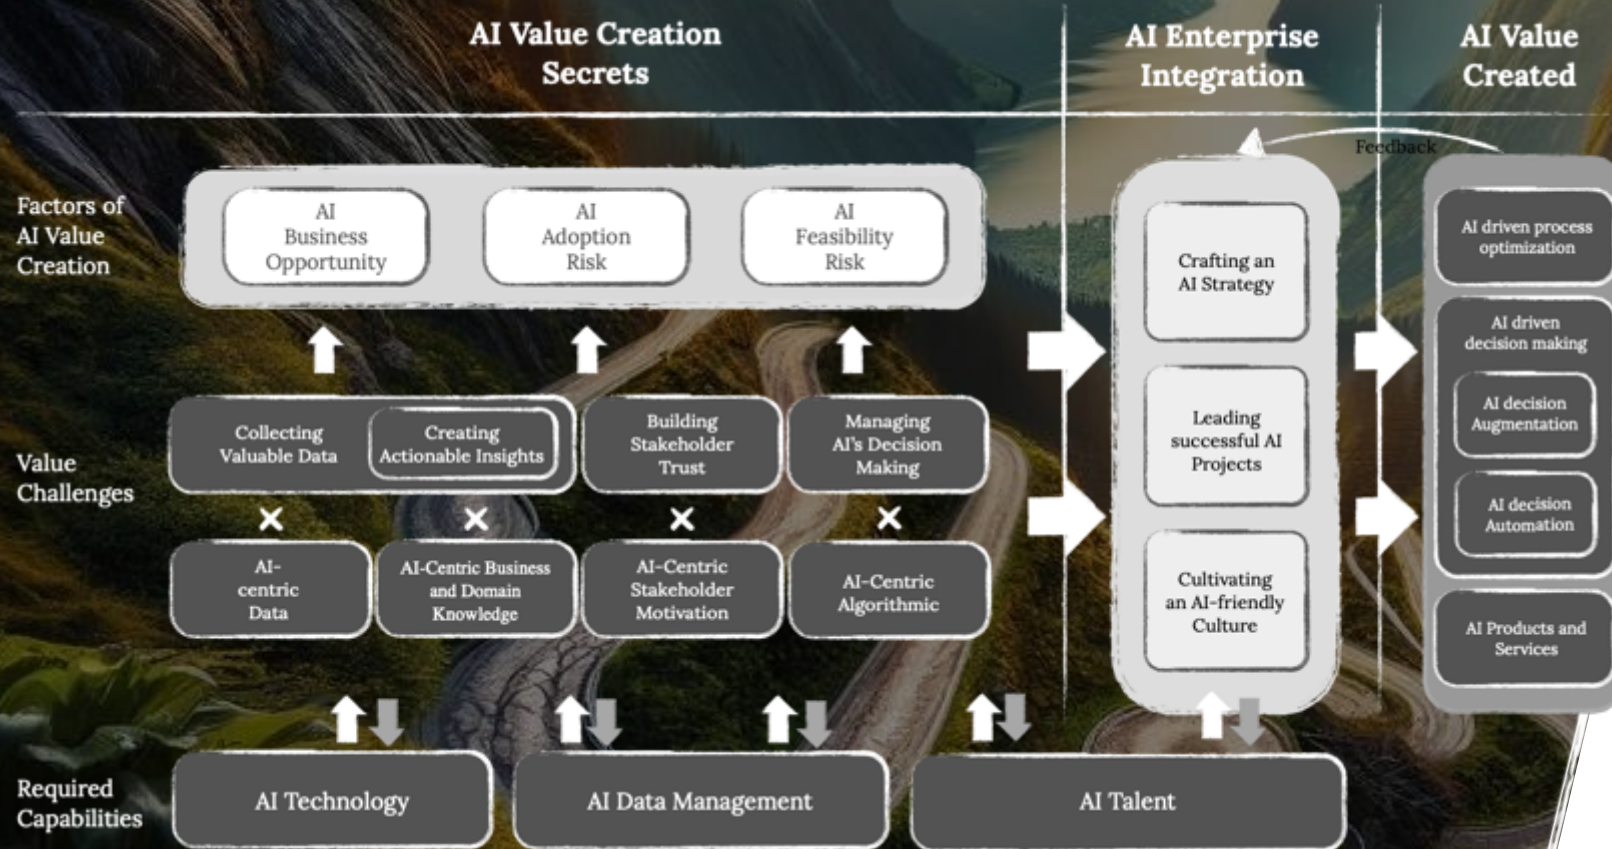 AI Value Creation
Secrets
AI Enterprise
Integration
AI Value
Created
Feedback
Factors of
AI Value
Creation
AI
Business
Opportunity
AI
Adoption
Risk
AI
Feasibility
Risk
Value
Challenges
Collecting
Valuable Data
Creating
Actionable Insights
Building
Stakeholder
Trust
Managing
AI's Decision
Making
AI-
centric
Data
AI-Centric Business
and Domain
Knowledge
AI-Centric
Stakeholder
Motivation
AI-Centric
Algorithmic
Required
Capabilities
AI Technology
AI Data Management
AI Talent
Crafting an
AI Strategy
Leading
successful AI
Projects
Cultivating
an AI-friendly
Culture
AI driven process
optimization
AI driven
decision making
AI decision
Augmentation
AI decision
Automation
AI Products and
Services